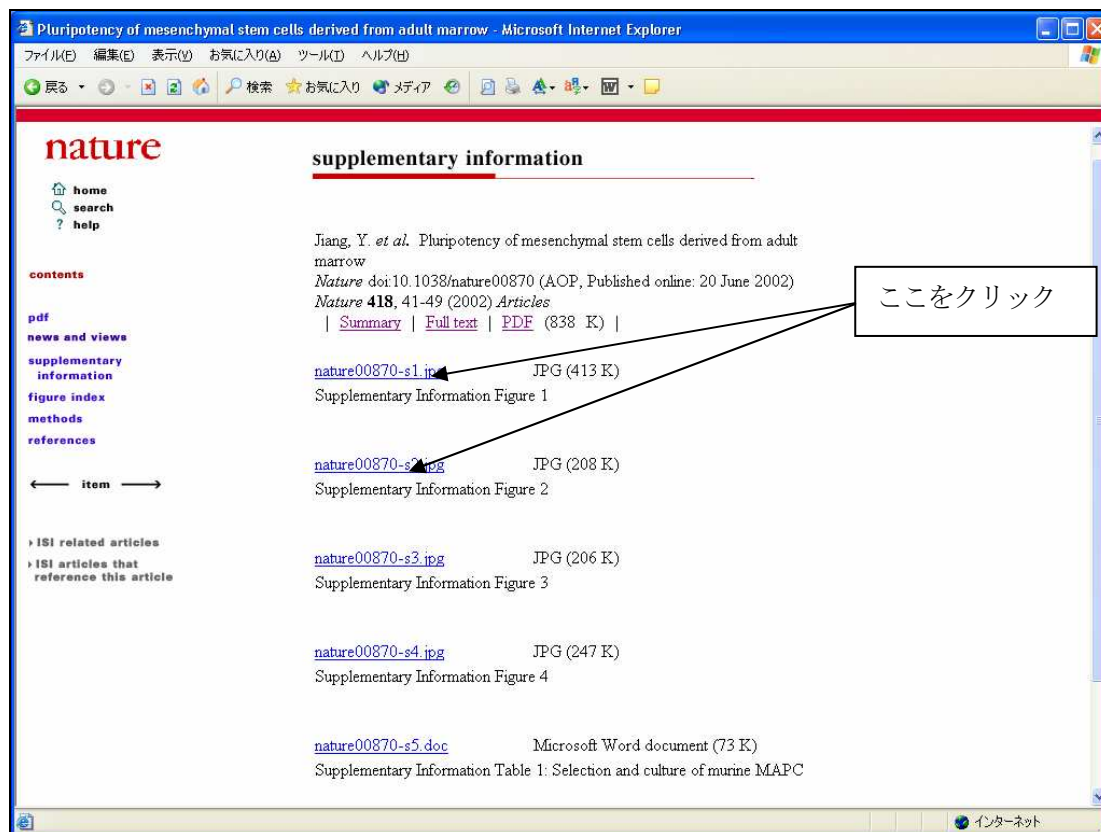 Pluripotency of mesenchymal stem cells derived from adult marrow - Microsoft Internet Explorer
ファイル(F) 編集(E) 表示(V) お気に入り(A) ツール(T) ヘルプ(H)
戻る 検索 お気に入り メディア
nature
home
search
? help
contents
pdf
news and views
supplementary
information
figure index
methods
references
item
ISI related articles
ISI articles that
reference this article
supplementary information
Jiang, Y. et al. Pluripotency of mesenchymal stem cells derived from adult
marrow
Nature doi:10.1038/nature00870 (AOP, Published online: 20 June 2002)
Nature 418, 41-49 (2002) Articles
| Summary | Full text | PDF (838 K) |
ここをクリック
nature00870-s1.jpg JPG (413 K)
Supplementary Information Figure 1
nature00870-s2.jpg JPG (208 K)
Supplementary Information Figure 2
nature00870-s3.jpg JPG (206 K)
Supplementary Information Figure 3
nature00870-s4.jpg JPG (247 K)
Supplementary Information Figure 4
nature00870-s5.doc Microsoft Word document (73 K)
Supplementary Information Table 1: Selection and culture of murine MAPC
インターネット